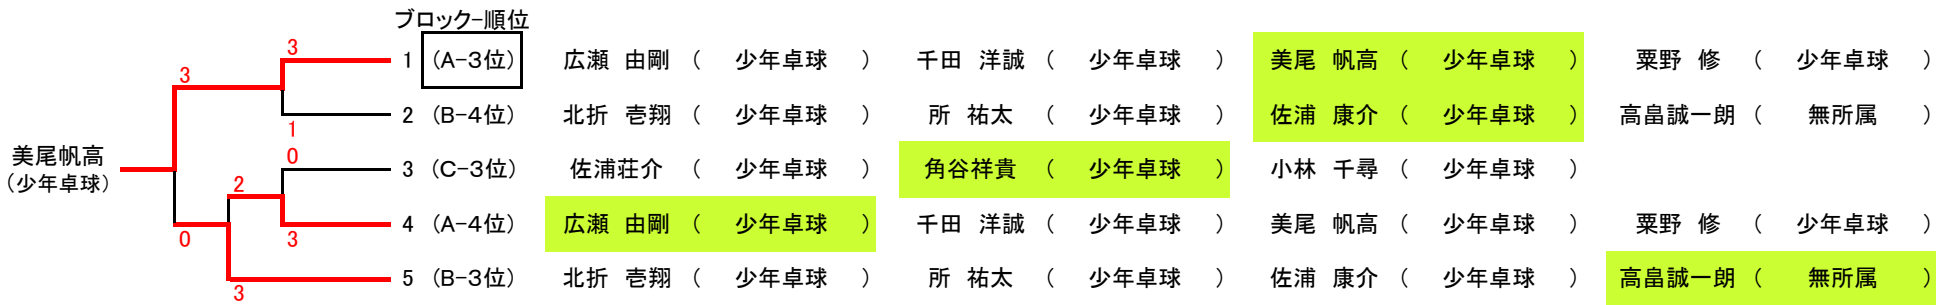 ブロック-順位
3
1 (A-3位) 広瀬 由剛 ( 少年卓球 ) 千田 洋誠 ( 少年卓球 ) 美尾 帆高 ( 少年卓球 ) 粟野 修 ( 少年卓球 )
3
2 (B-4位) 北折 壱翔 ( 少年卓球 ) 所 祐太 ( 少年卓球 ) 佐浦 康介 ( 少年卓球 ) 高畠誠一朗 ( 無所属 )
1
美尾帆高
(少年卓球)
0
3 (C-3位) 佐浦荘介 ( 少年卓球 ) 角谷祥貴 ( 少年卓球 ) 小林 千尋 ( 少年卓球 )
2
4 (A-4位) 広瀬 由剛 ( 少年卓球 ) 千田 洋誠 ( 少年卓球 ) 美尾 帆高 ( 少年卓球 ) 粟野 修 ( 少年卓球 )
0
3
5 (B-3位) 北折 壱翔 ( 少年卓球 ) 所 祐太 ( 少年卓球 ) 佐浦 康介 ( 少年卓球 ) 高畠誠一朗 ( 無所属 )
3